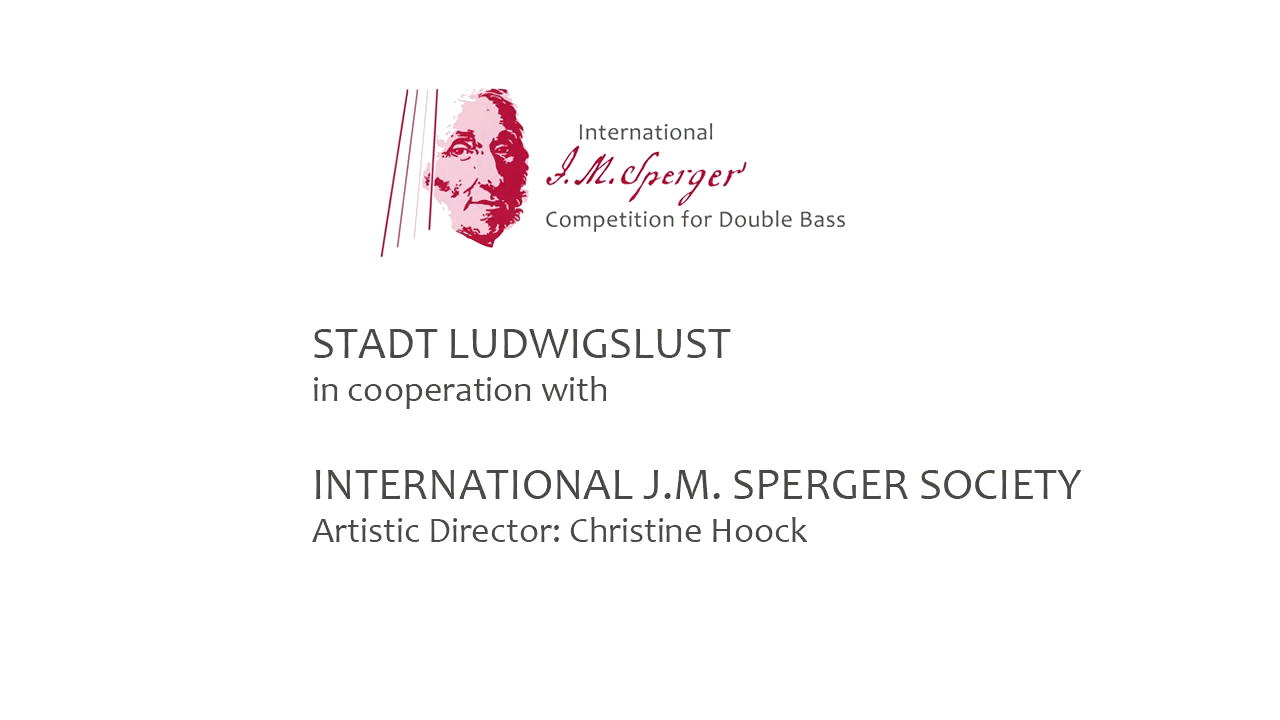 International
J.M. Sperger
Competition for Double Bass
STADT LUDWIGSLUST
in cooperation with
INTERNATIONAL J.M. SPERGER SOCIETY
Artistic Director: Christine Hoock